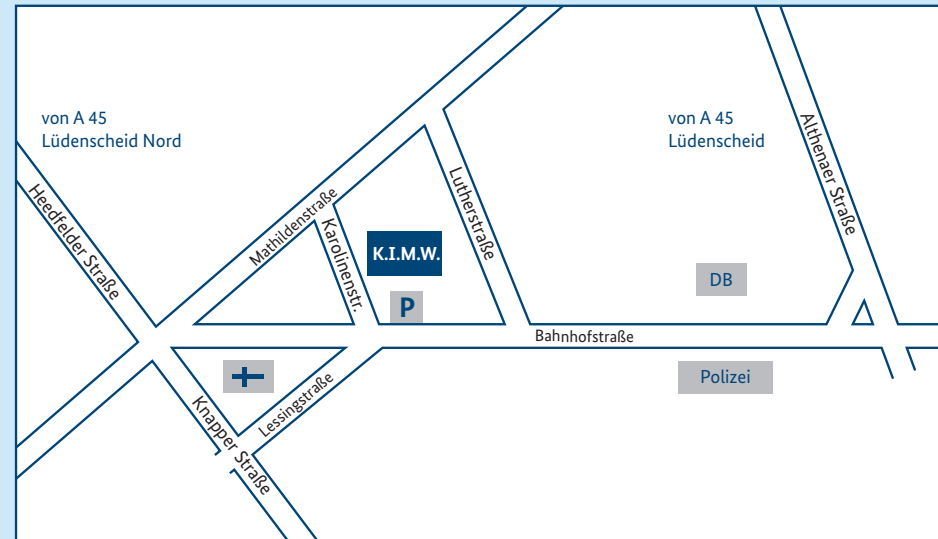 von A 45
Lüdenscheid Nord
von A 45
Lüdenscheid
Heedfelder Straße
Mathildenstraße
Karolinenstr.
K.I.M.W.
P
Lutherstraße
Althenaer Straße
DB
Bahnhofstraße
Polizei
Lessingstraße
Knapper Straße